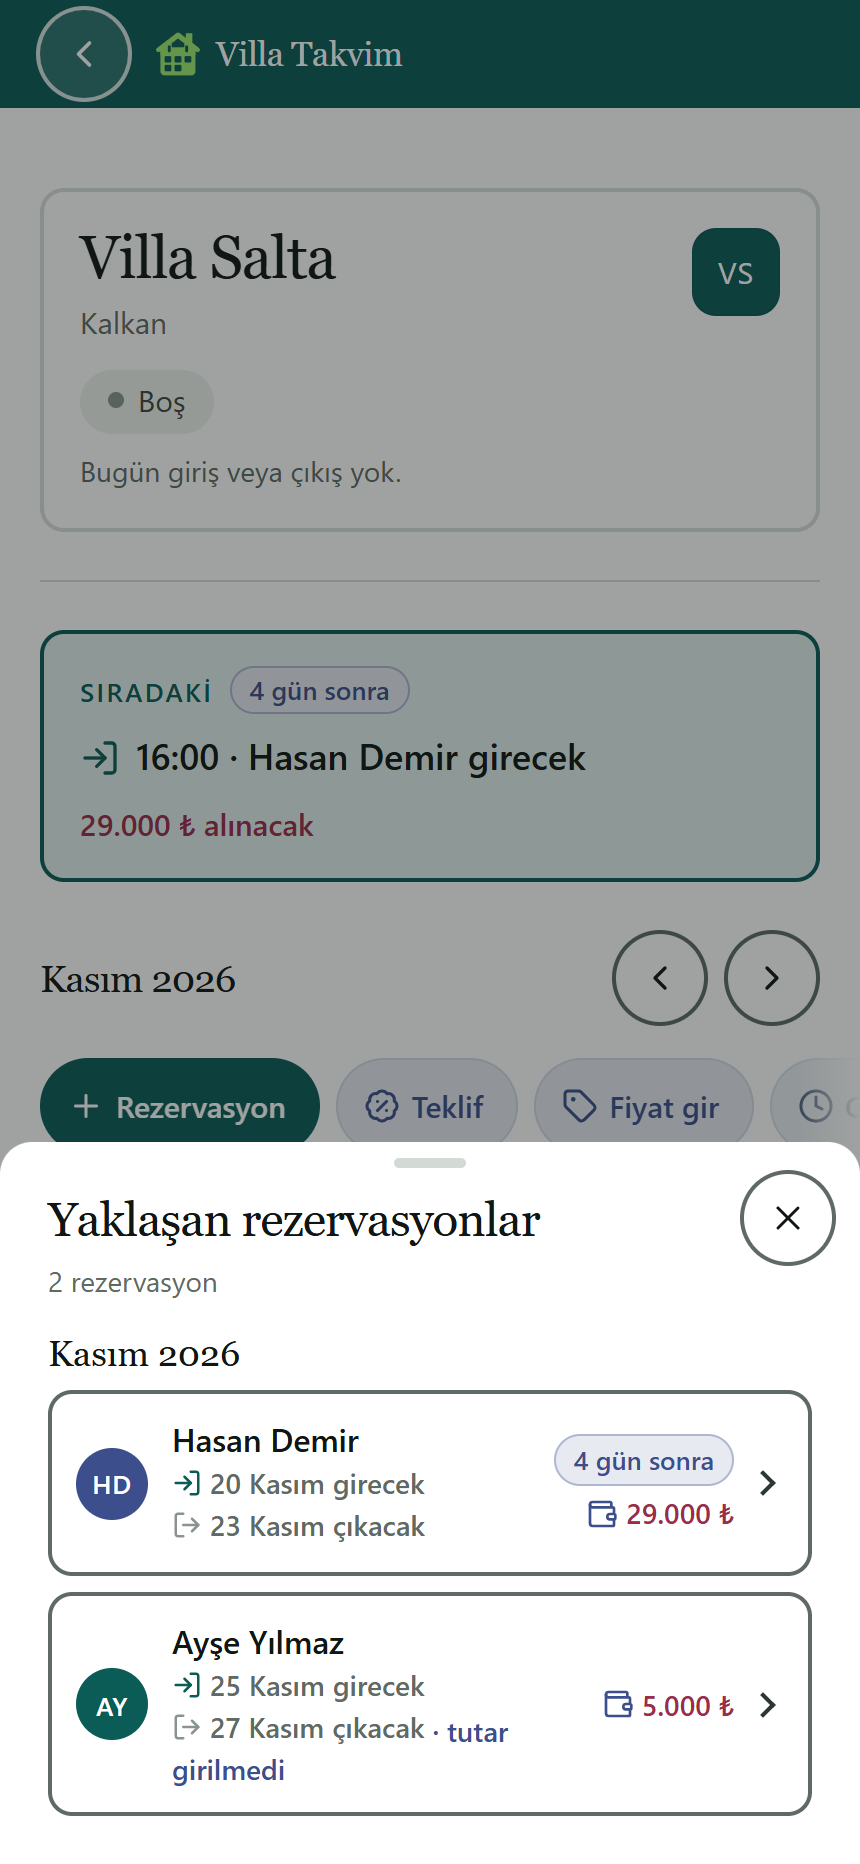 Villa Takvim
Villa Salta
VS
Kalkan
Boş
Bugün giriş veya çıkış yok.
SIRADAKİ
4 gün sonra
16:00 · Hasan Demir girecek
29.000 ₺ alınacak
Kasım 2026
Rezervasyon
Teklif
Fiyat gir
Yaklaşan rezervasyonlar
2 rezervasyon
Kasım 2026
HD
Hasan Demir
20 Kasım girecek
23 Kasım çıkacak
4 gün sonra
29.000 ₺
AY
Ayşe Yılmaz
25 Kasım girecek
27 Kasım çıkacak · tutar
girilmedi
5.000 ₺